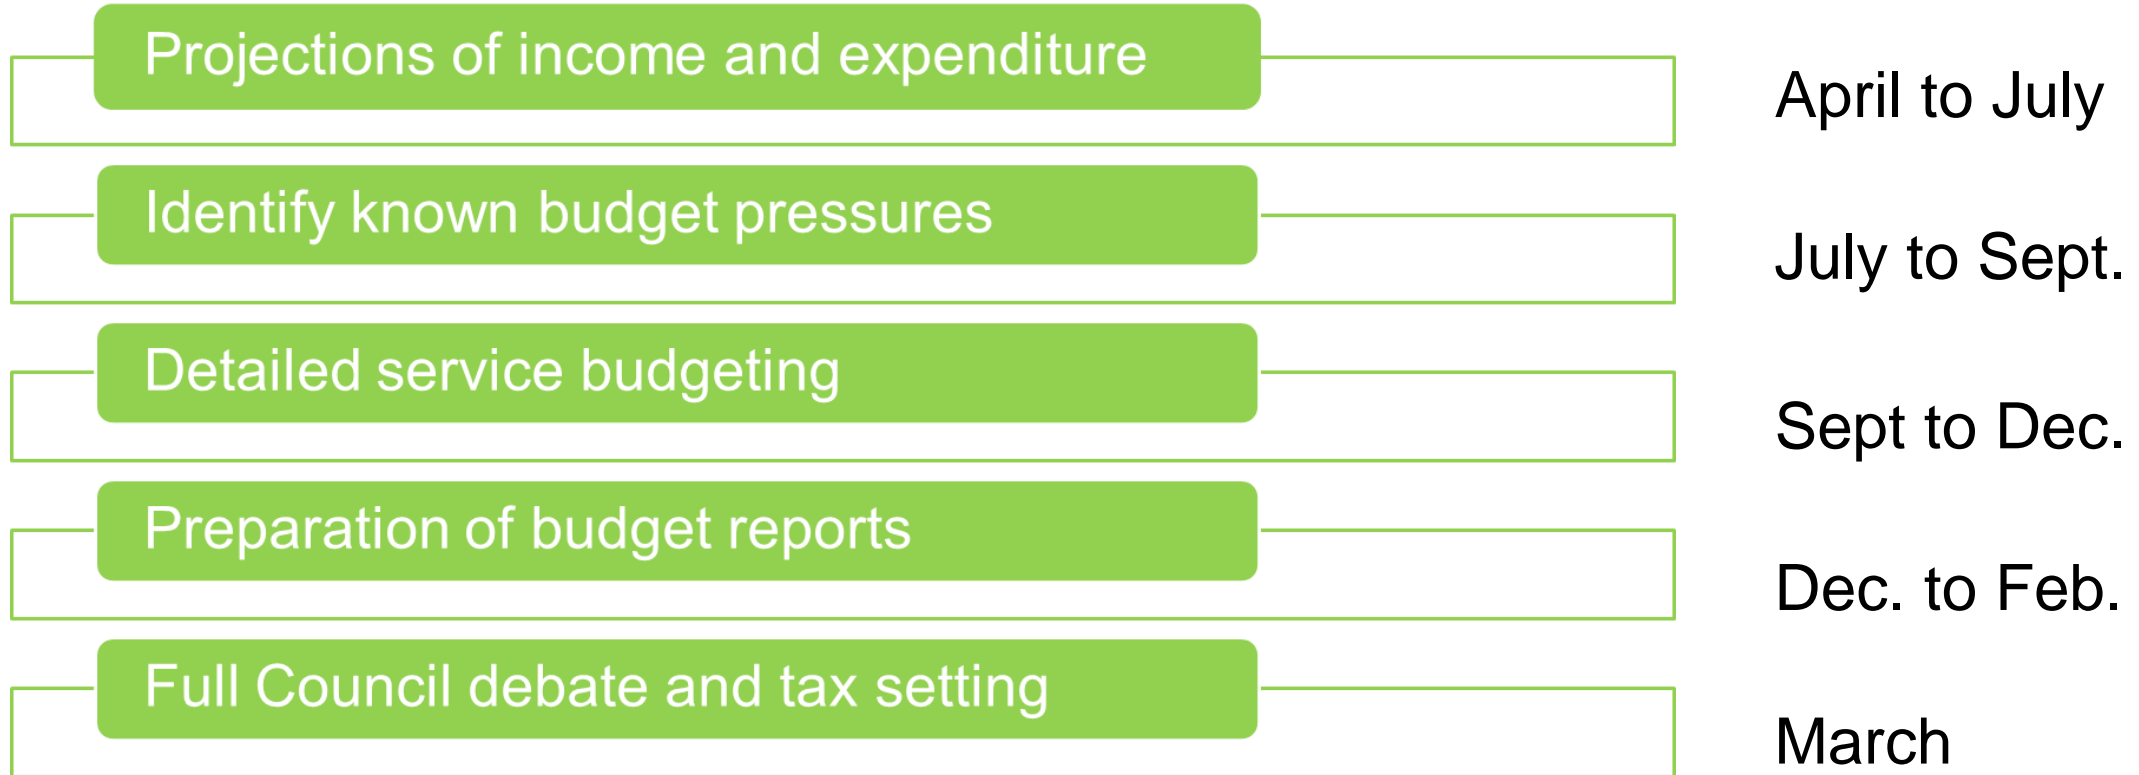 Projections of income and expenditure
April to July
Identify known budget pressures
July to Sept.
Detailed service budgeting
Sept to Dec.
Preparation of budget reports
Dec. to Feb.
Full Council debate and tax setting
March